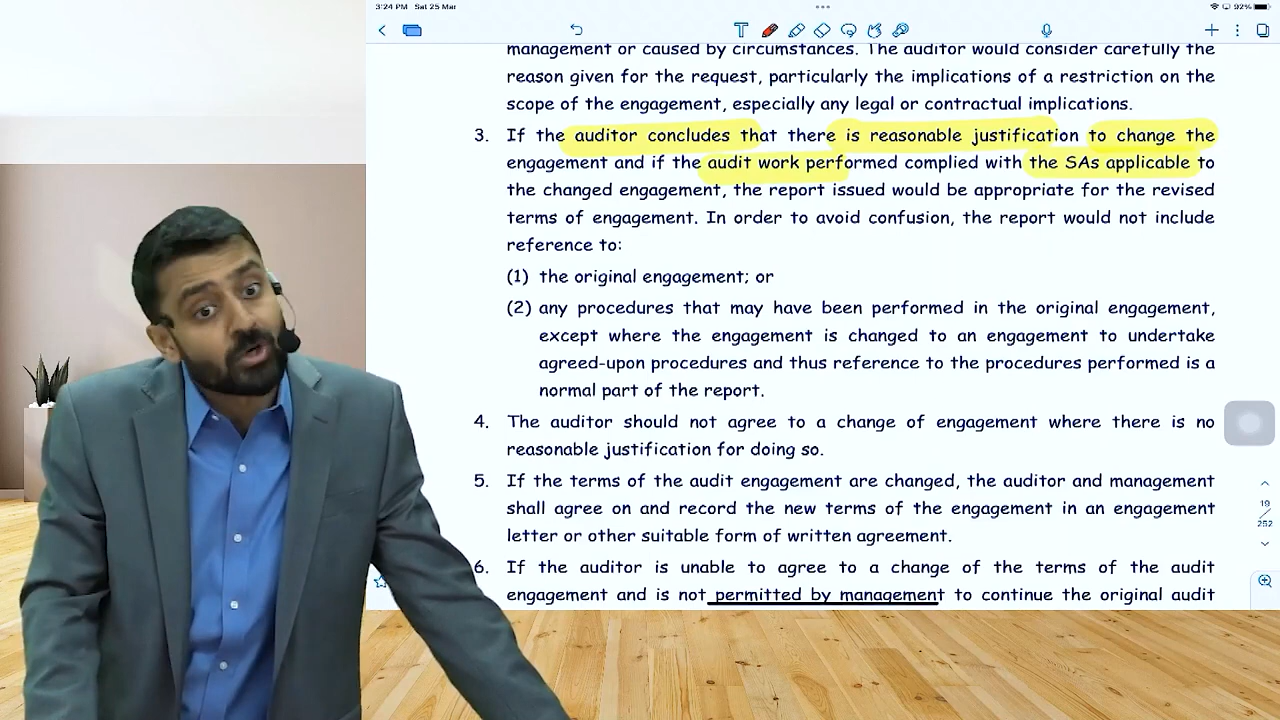 3:24 PM Sat 25 Mar
92%
management or caused by circumstances. The auditor would consider carefully the
reason given for the request, particularly the implications of a restriction on the
scope of the engagement, especially any legal or contractual implications.
3. If the auditor concludes that there is reasonable justification to change the
engagement and if the audit work performed complied with the SAs applicable to
the changed engagement, the report issued would be appropriate for the revised
terms of engagement. In order to avoid confusion, the report would not include
reference to:
(1) the original engagement; or
(2) any procedures that may have been performed in the original engagement,
except where the engagement is changed to an engagement to undertake
agreed-upon procedures and thus reference to the procedures performed is a
normal part of the report.
4. The auditor should not agree to a change of engagement where there is no
reasonable justification for doing so.
5. If the terms of the audit engagement are changed, the auditor and management
shall agree on and record the new terms of the engagement in an engagement
letter or other suitable form of written agreement.
6. If the auditor is unable to agree to a change of the terms of the audit
engagement and is not permitted by management to continue the original audit
19
252